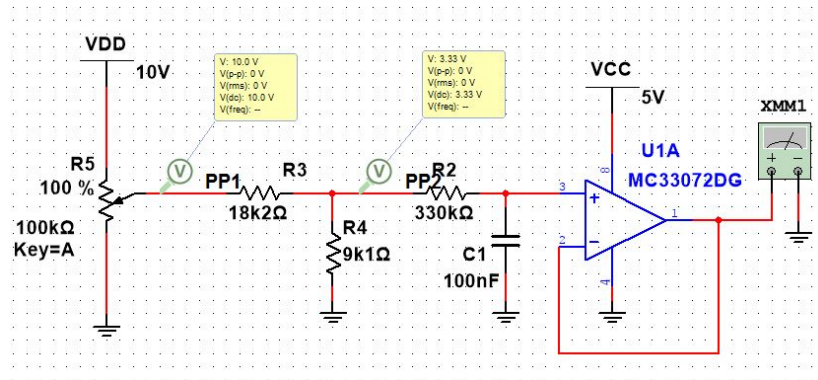 VDD
10V
V: 10.0 V
V(p-p): 0 V
V(rms): 0 V
V(dc): 10.0 V
V(freq): --
V: 3.33 V
V(p-p): 0 V
V(rms): 0 V
V(dc): 3.33 V
V(freq): --
VCC
5V
XMM1
U1A
MC33072DG
R5
100 %
100kΩ
Key=A
V
PP1
R3
18k2Ω
V
PP2
R2
330kΩ
R4
9k1Ω
C1
100nF
3
2
8
4
1
+
−
+
−